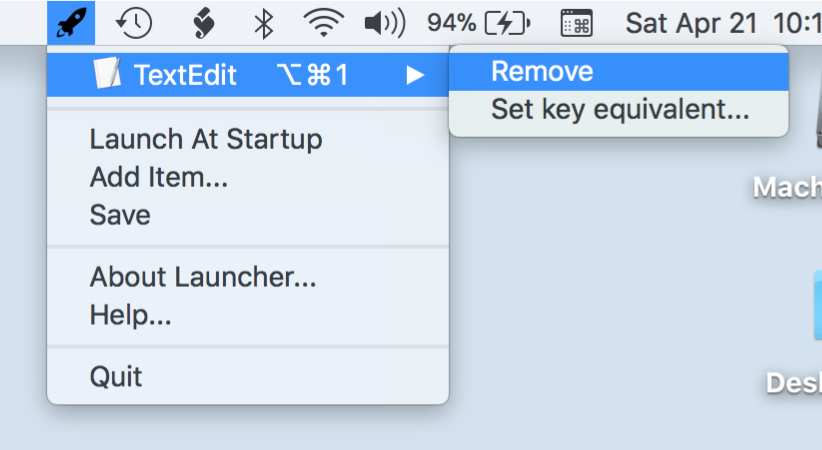 94% Sat Apr 21 10:1
TextEdit ⌥⌘1 ▶
Remove
Set key equivalent...
Launch At Startup
Add Item...
Save
About Launcher...
Help...
Quit
Mach
Desk